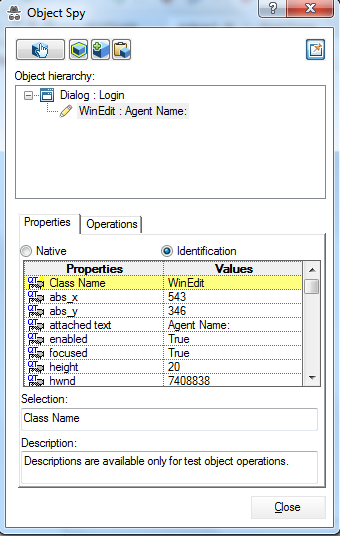 Object Spy
Object hierarchy:
Dialog : Login
WinEdit : Agent Name:
Properties Operations
Native Identification
Properties Values
Class Name WinEdit
abs_x 543
abs_y 346
attached text Agent Name:
enabled True
focused True
height 20
hwnd 7408838
Selection:
Class Name
Description:
Descriptions are available only for test object operations.
Close